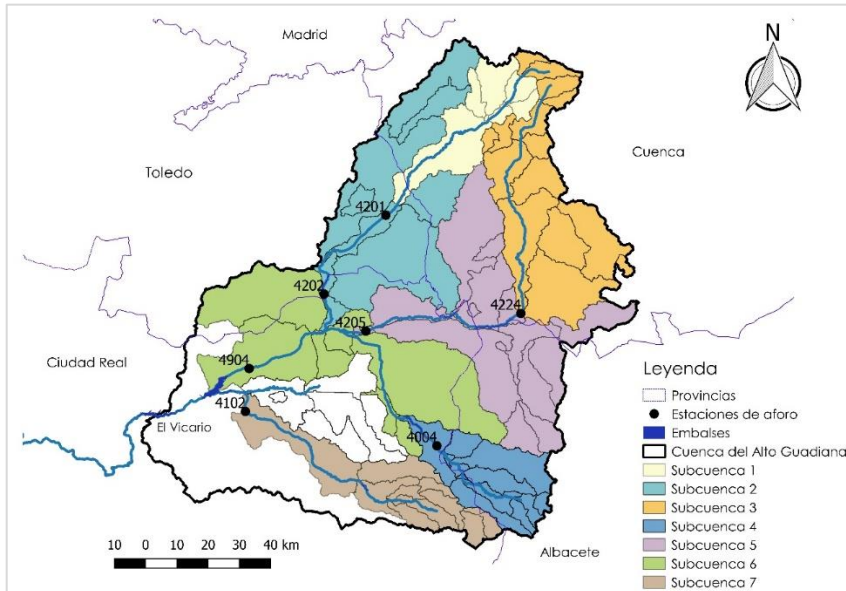 Madrid
N
Toledo
Cuenca
4201
4202
4205
4224
Ciudad Real
4904
El Vicario
4102
4004
Albacete
Leyenda
Provincias
Estaciones de aforo
Embalses
Cuenca del Alto Guadiana
Subcuenca 1
Subcuenca 2
Subcuenca 3
Subcuenca 4
Subcuenca 5
Subcuenca 6
Subcuenca 7
10 0 10 20 30 40 km